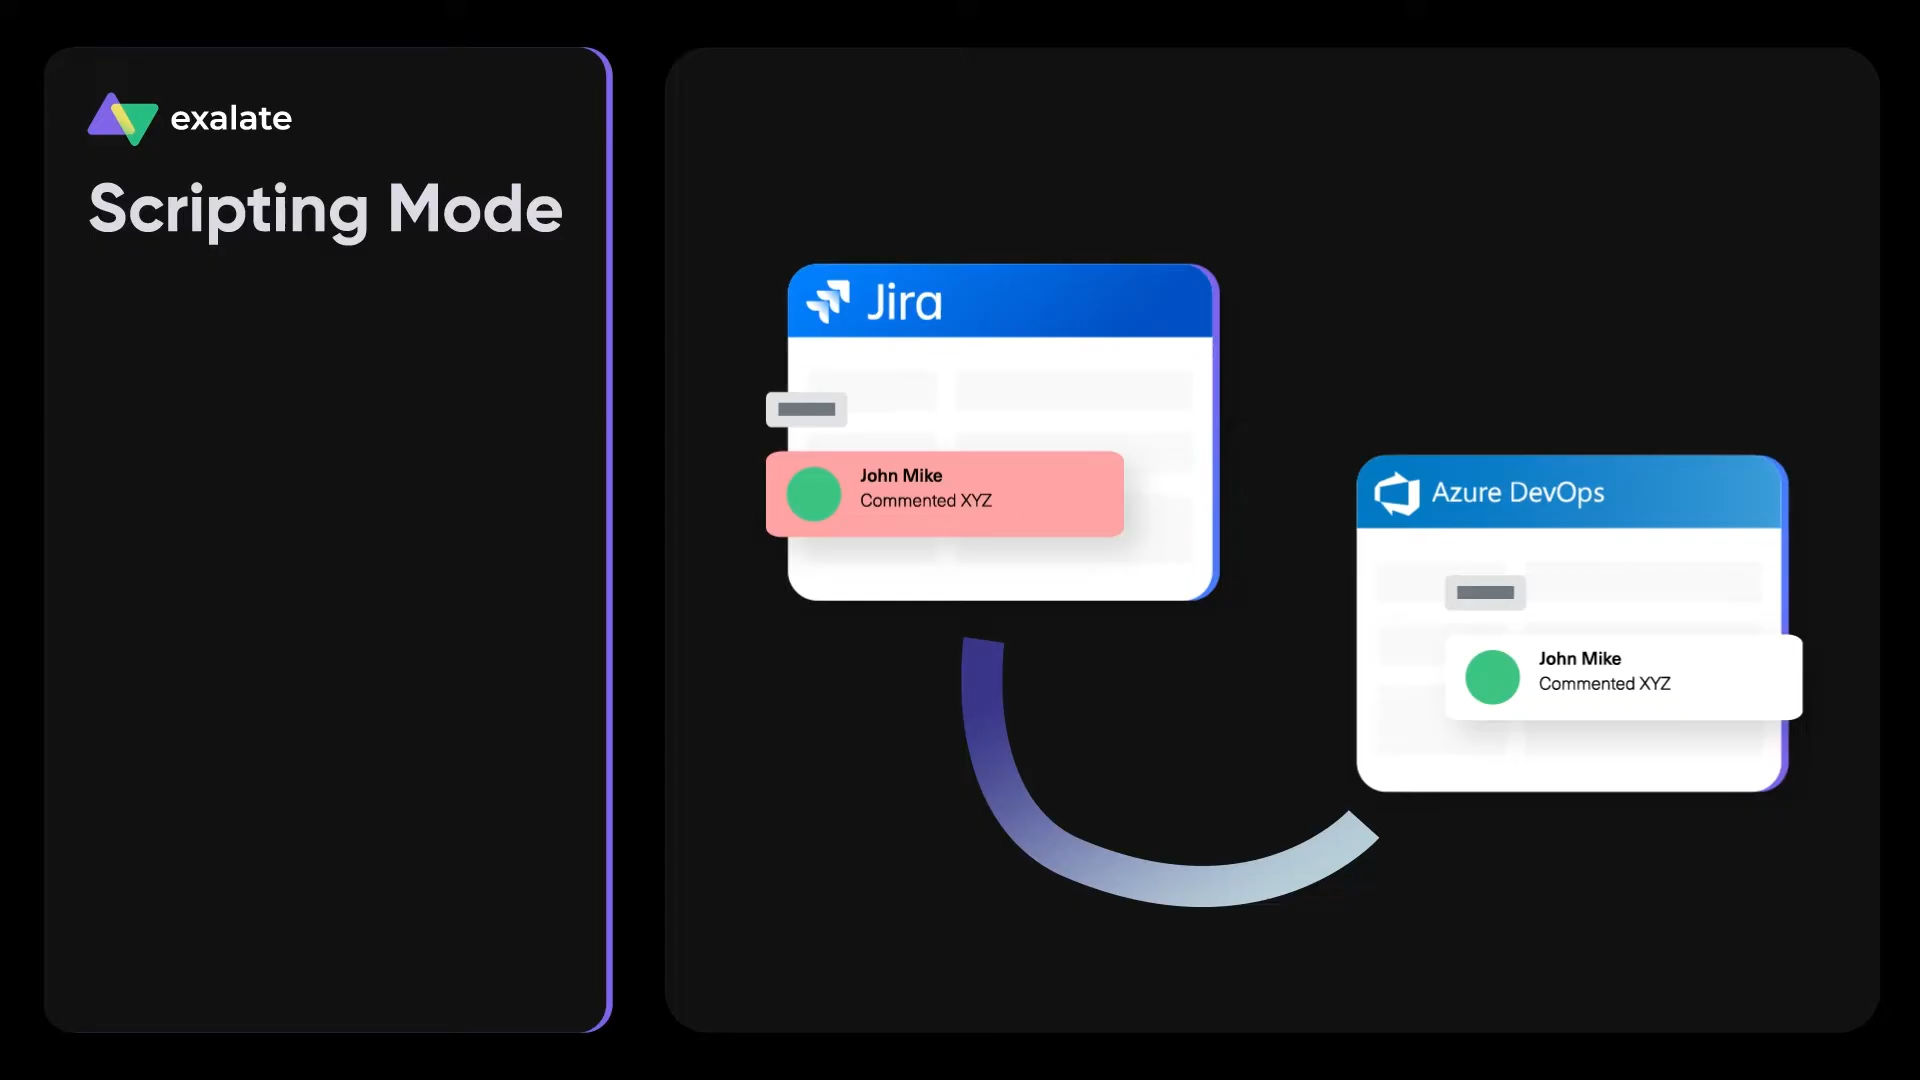 exalate
Scripting Mode
Jira
John Mike
Commented XYZ
Azure DevOps
John Mike
Commented XYZ